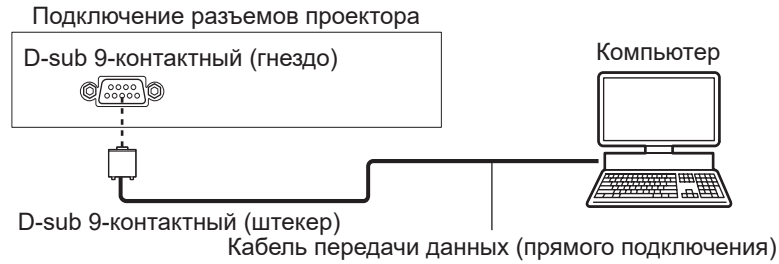 Подключение разъемов проектора
D-sub 9-контактный (гнездо)
Компьютер
D-sub 9-контактный (штекер)
Кабель передачи данных (прямого подключения)